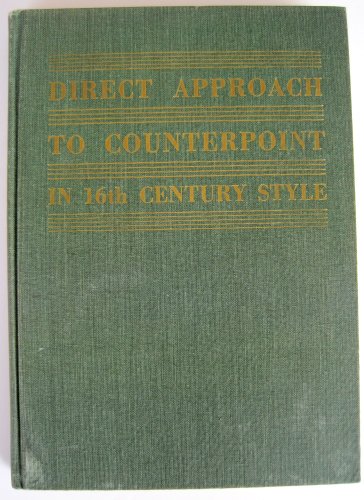 DIRECT APPROACH
TO COUNTERPOINT
IN 16th CENTURY STYLE